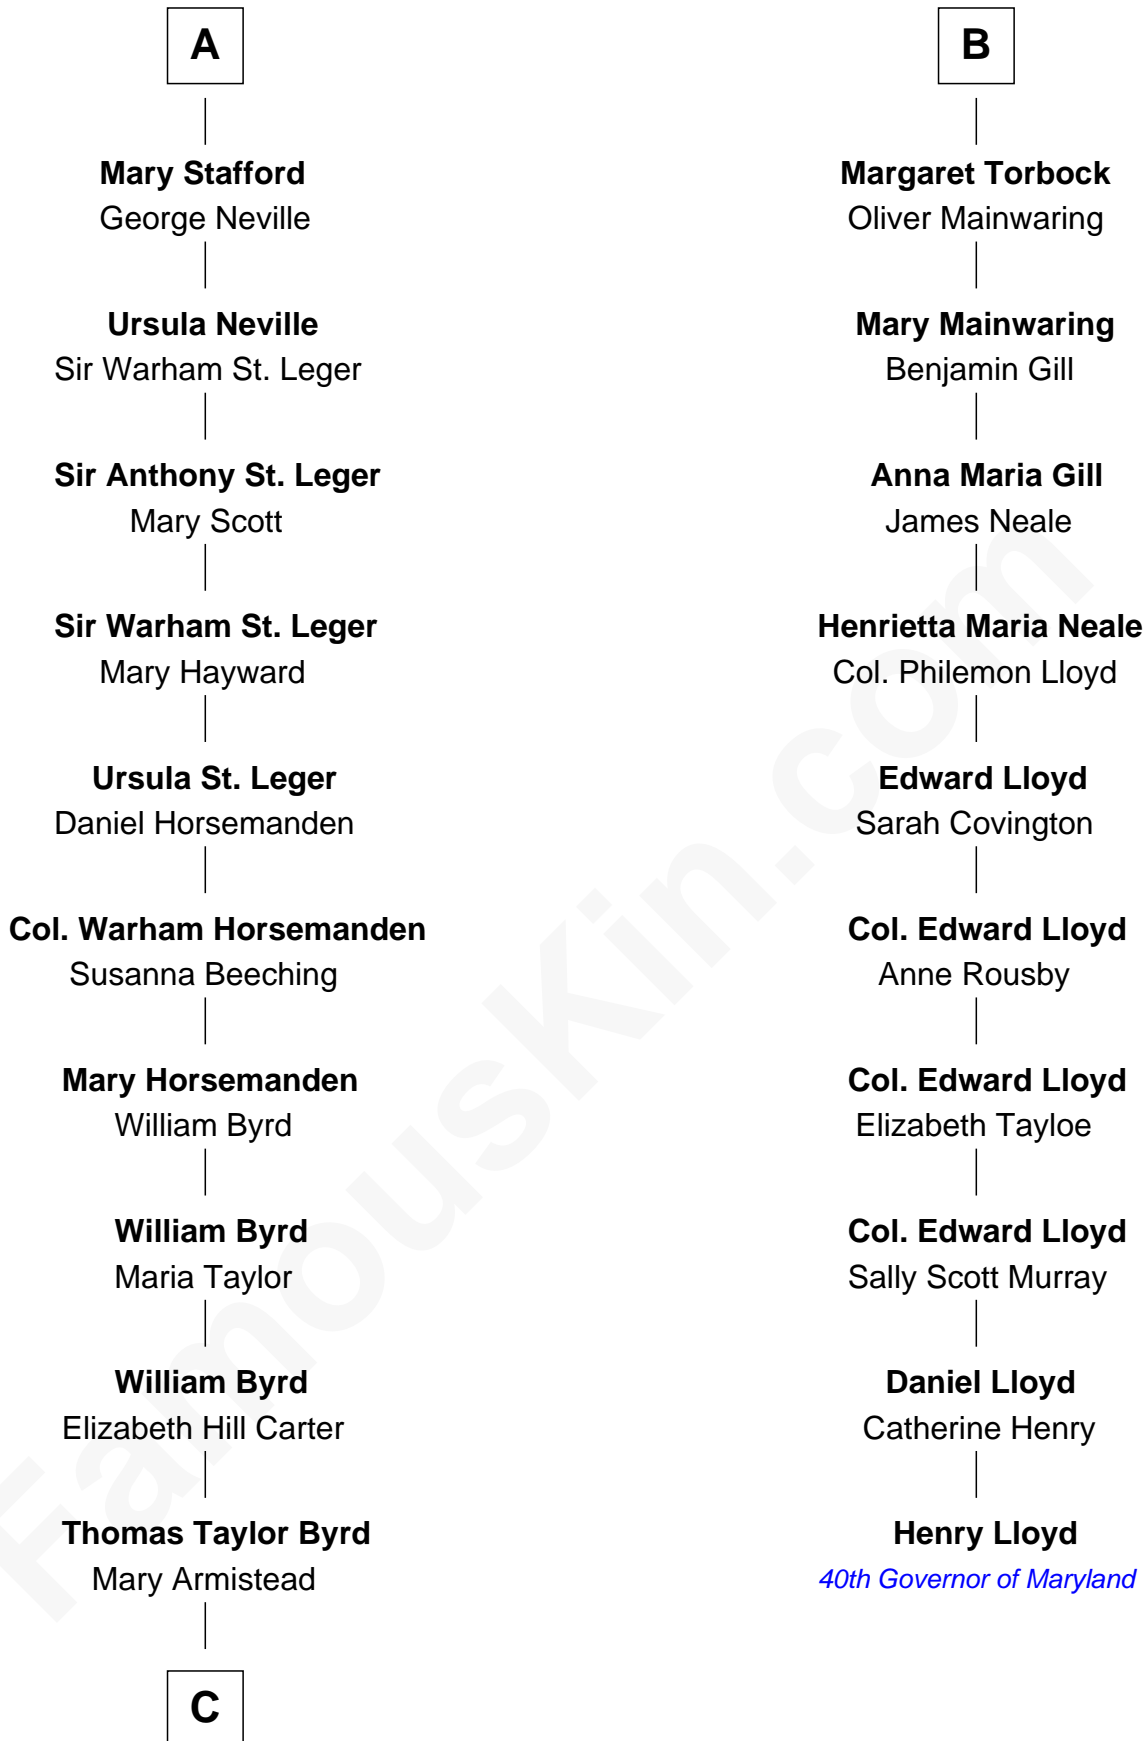 A
Mary Stafford
George Neville
Ursula Neville
Sir Warham St. Leger
Sir Anthony St. Leger
Mary Scott
Sir Warham St. Leger
Mary Hayward
Ursula St. Leger
Daniel Horsemanden
Col. Warham Horsemanden
Susanna Beeching
Mary Horsemanden
William Byrd
William Byrd
Maria Taylor
William Byrd
Elizabeth Hill Carter
Thomas Taylor Byrd
Mary Armistead
C
B
Margaret Torbock
Oliver Mainwaring
Mary Mainwaring
Benjamin Gill
Anna Maria Gill
James Neale
Henrietta Maria Neale
Col. Philemon Lloyd
Edward Lloyd
Sarah Covington
Col. Edward Lloyd
Anne Rousby
Col. Edward Lloyd
Elizabeth Tayloe
Col. Edward Lloyd
Sally Scott Murray
Daniel Lloyd
Catherine Henry
Henry Lloyd
40th Governor of Maryland
FamousKin.com